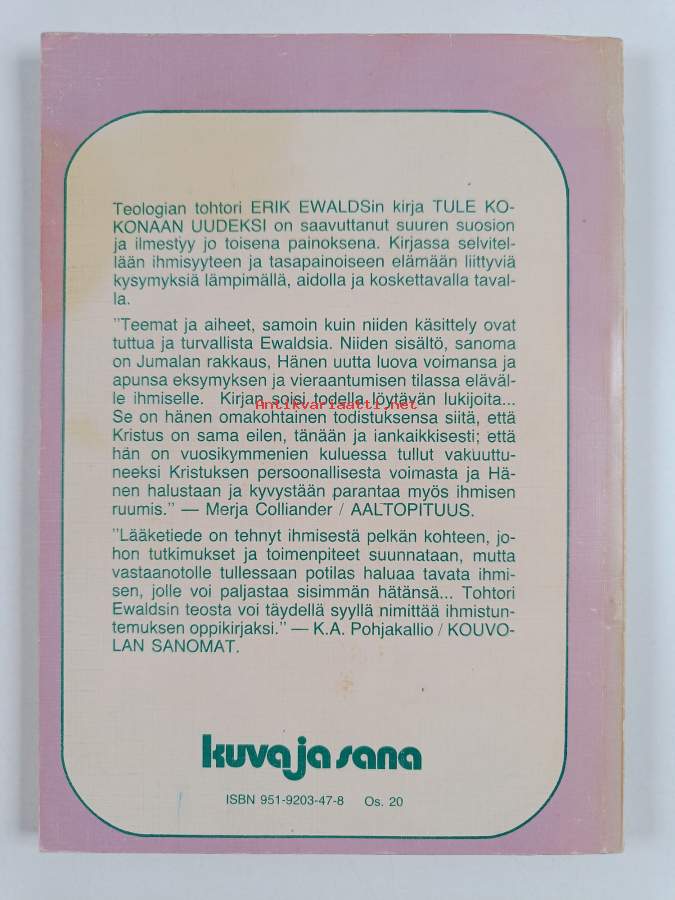 Teologian tohtori ERIK EWALDSin kirja TULE KO-
KONAAN UUDEKSI on saavuttanut suuren suosion
ja ilmestyy jo toisena painoksena. Kirjassa selvitel-
lään ihmisyyteen ja tasapainoiseen elämään liittyviä
kysymyksiä lämpimällä, aidolla ja koskettavalla taval-
la.
"Teemat ja aiheet, samoin kuin niiden käsittely ovat
tuttua ja turvallista Ewaldsia. Niiden sisältö, sanoma
on Jumalan rakkaus, Hänen uutta luova voimansa ja
apunsa eksymyksen ja vieraantumisen tilassa eläväl-
le ihmiselle. Kirjan soisi todella löytävän lukijoita...
Antikvariaatti.net
Se on hänen omakohtainen todistuksensa siitä, että
Kristus on sama eilen, tänään ja iankaikkisesti; että
hän on vuosikymmenien kuluessa tullut vakuuttu-
neeksi Kristuksen persoonallisesta voimasta ja Hä-
nen halustaan ja kyvystään parantaa myös ihmisen
ruumis." — Merja Colliander / AALTOPITUUS.
"Lääketiede on tehnyt ihmisestä pelkän kohteen, jo-
hon tutkimukset ja toimenpiteet suunnataan, mutta
vastaanotolle tullessaan potilas haluaa tavata ihmi-
sen, jolle voi paljastaa sisimmän hätänsä... Tohtori
Ewaldsin teosta voi täydellä syyllä nimittää ihmistun-
temuksen oppikirjaksi." — K.A. Pohjakallio / KOUVO-
LAN SANOMAT.
kuva ja sana
ISBN 951-9203-47-8 Os. 20